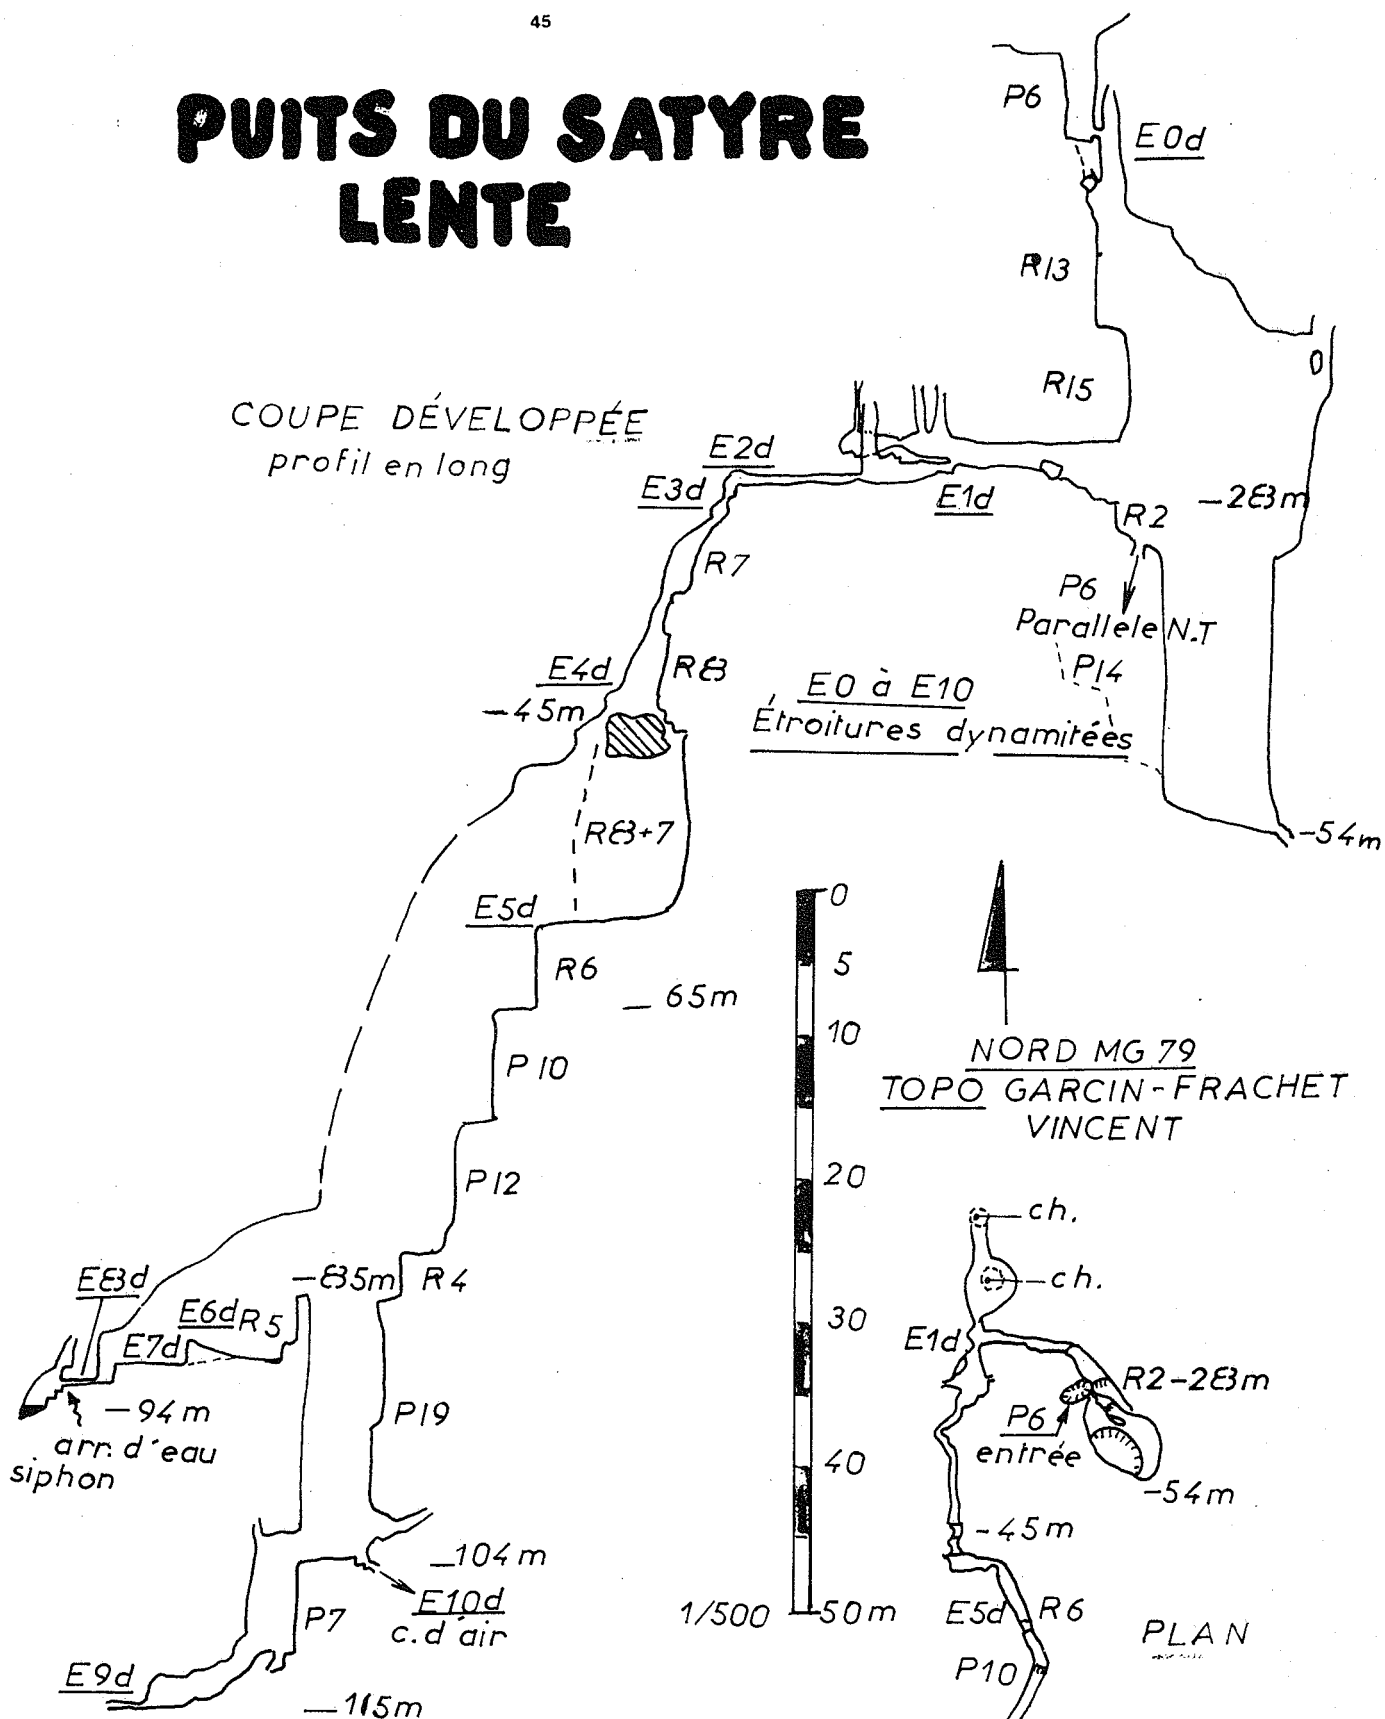 45
PUITS DU SATYRE
LENTE
COUPE DÉVELOPPÉE
profil en long
P6
E0d
R13
R15
E2d
E3d
E1d
-28m
R2
R7
P6
Parallele N.T
P14
E4d
R8
-45m
E0 à E10
Étroitures dynamitées
R8+7
-54m
E5d
R6
-65m
P10
P12
0
5
10
20
30
40
50m
1/500
NORD MG 79
TOPO GARCIN-FRACHET
VINCENT
E8d
-85m
R4
E6d R5
E7d
-94m
arr. d'eau
siphon
P19
-104m
E10d
c.d'air
P7
E9d
-115m
ch.
ch.
E1d
R2-28m
P6
entrée
-54m
-45m
E5d
R6
P10
PLAN